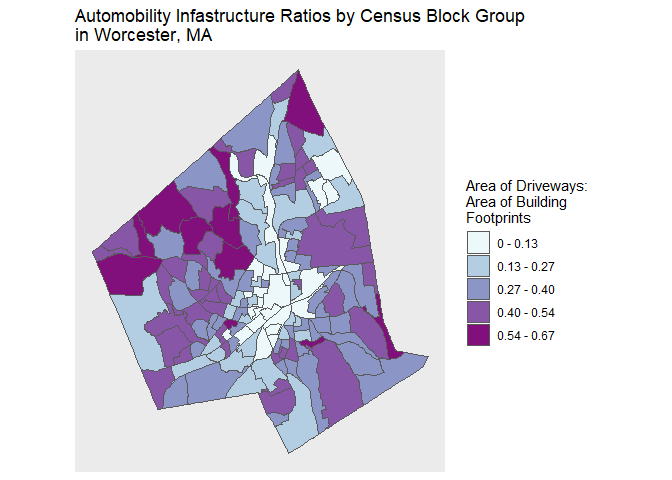 Automobility Infastructure Ratios by Census Block Group
in Worcester, MA
Area of Driveways:
Area of Building
Footprints
0 - 0.13
0.13 - 0.27
0.27 - 0.40
0.40 - 0.54
0.54 - 0.67